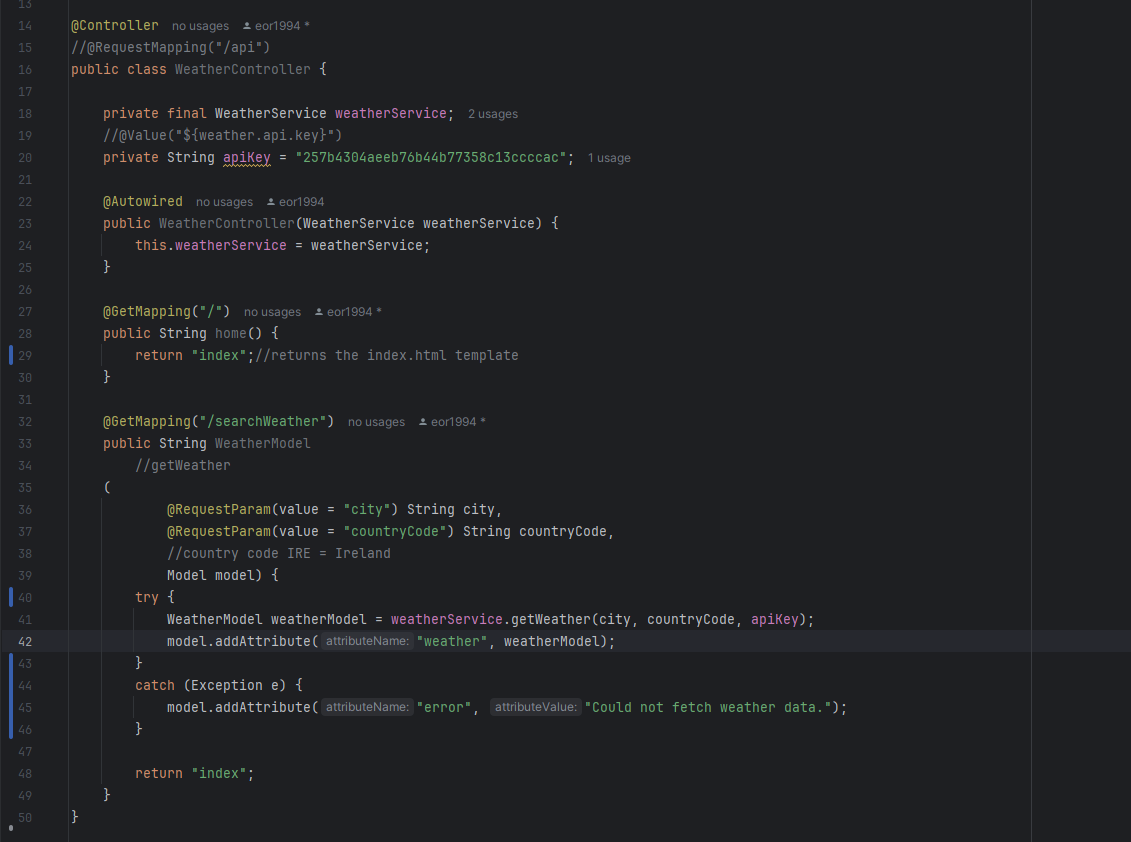 13
14 @Controller no usages eor1994 *
15 //@RequestMapping("/api")
16 public class WeatherController {
17
18 private final WeatherService weatherService; 2 usages
19 //@Value("${weather.api.key}")
20 private String apiKey = "257b4304aeeb76b44b77358c13ccccac"; 1 usage
21
22 @Autowired no usages eor1994
23 public WeatherController(WeatherService weatherService) {
24 this.weatherService = weatherService;
25 }
26
27 @GetMapping("/") no usages eor1994 *
28 public String home() {
29 return "index";//returns the index.html template
30 }
31
32 @GetMapping("/searchWeather") no usages eor1994 *
33 public String WeatherModel
34 //getWeather
35 (
36 @RequestParam(value = "city") String city,
37 @RequestParam(value = "countryCode") String countryCode,
38 //country code IRE = Ireland
39 Model model) {
40 try {
41 WeatherModel weatherModel = weatherService.getWeather(city, countryCode, apiKey);
42 model.addAttribute( attributeName: "weather", weatherModel);
43 }
44 catch (Exception e) {
45 model.addAttribute( attributeName: "error", attributeValue: "Could not fetch weather data.");
46 }
47
48 return "index";
49 }
50 }